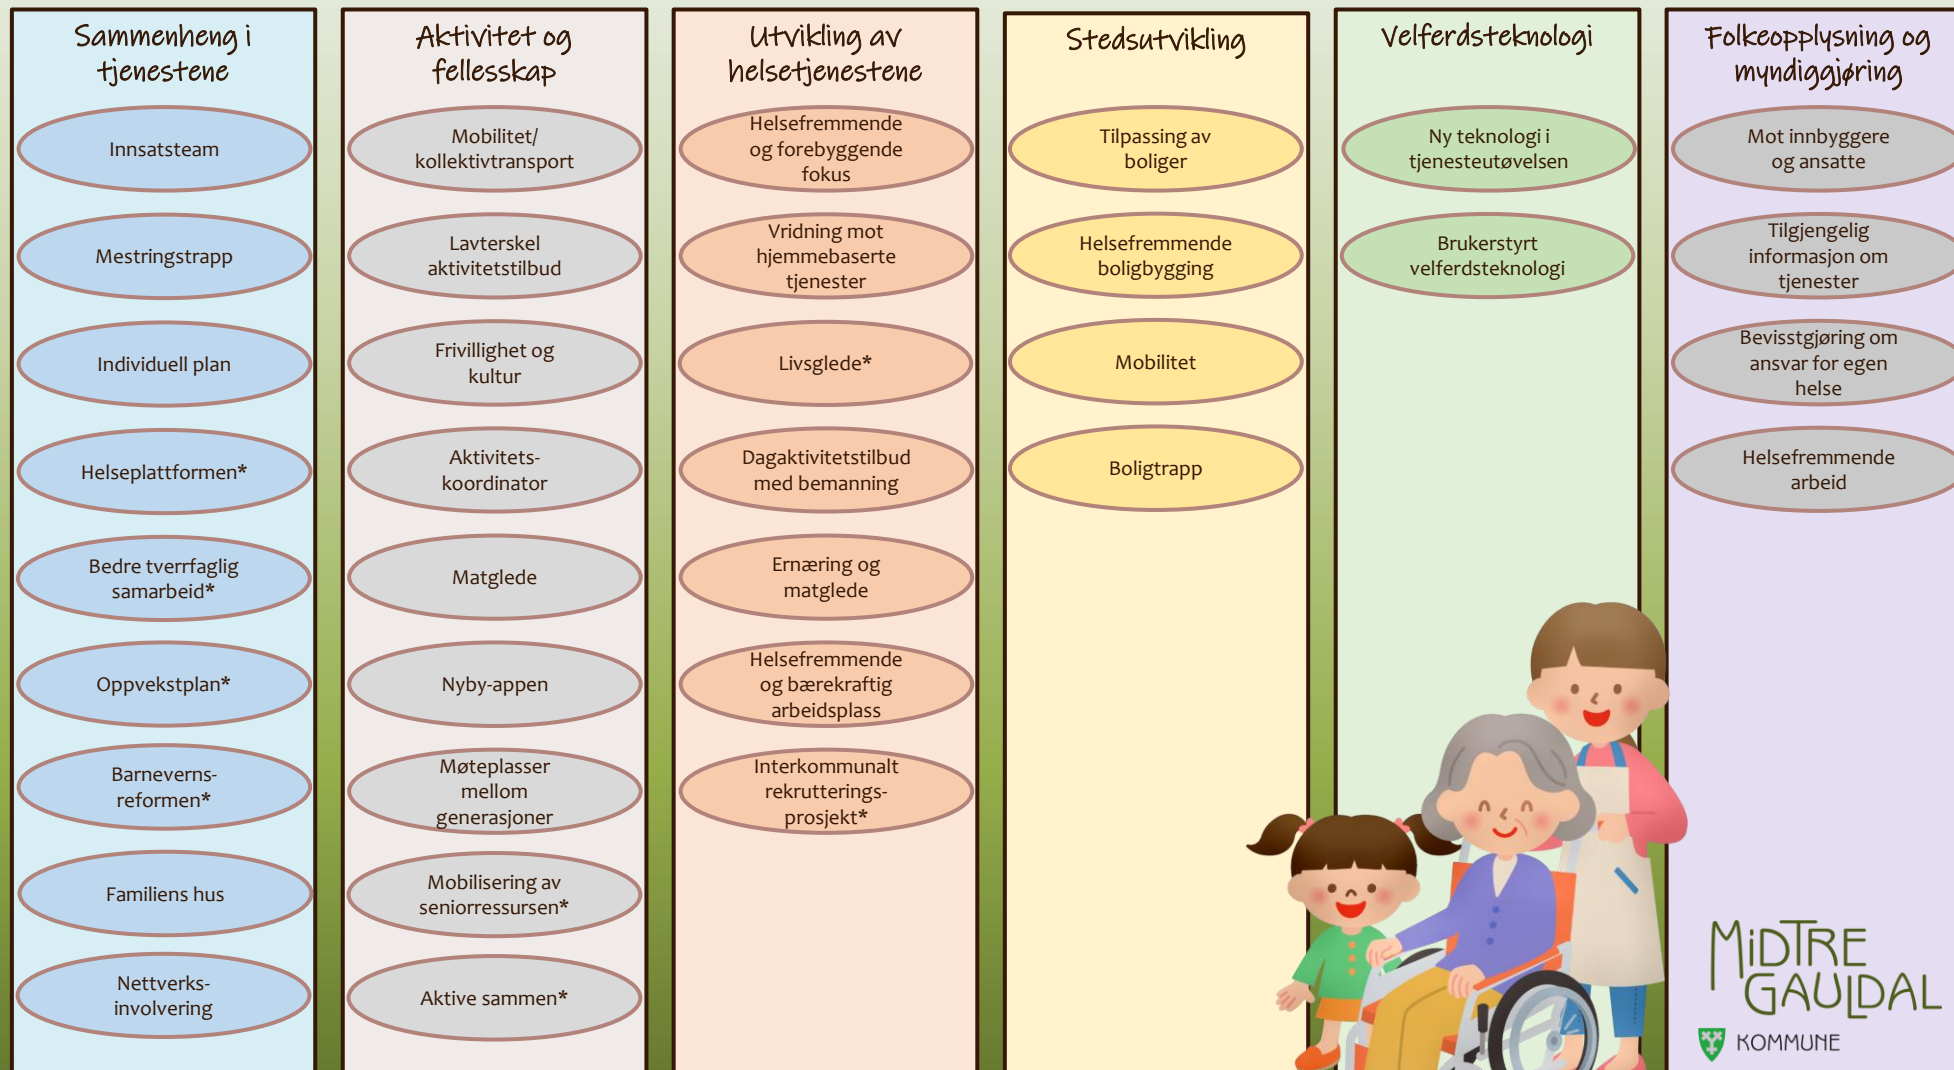 Sammenheng i
tjenestene
Innsatsteam
Mestringstrapp
Individuell plan
Helseplattformen*
Bedre tverrfaglig
samarbeid*
Oppvekstplan*
Barneverns-
reformen*
Familiens hus
Nettverks-
involvering
Aktivitet og
fellesskap
Mobilitet/
kollektivtransport
Lavterskel
aktivitetstilbud
Frivillighet og
kultur
Aktivitets-
koordinator
Matglede
Nyby-appen
Møteplasser
mellom
generasjoner
Mobilisering av
seniorressursen*
Aktive sammen*
Utvikling av
helsetjenestene
Helsefremmende
og forebyggende
fokus
Vridning mot
hjemmebaserte
tjenester
Livsglede*
Dagaktivitetstilbud
med bemanning
Ernæring og
matglede
Helsefremmende
og bærekraftig
arbeidsplass
Interkommunalt
rekrutterings-
prosjekt*
Stedsutvikling
Tilpassing av
boliger
Helsefremmende
boligbygging
Mobilitet
Boligtrapp
Velferdsteknologi
Ny teknologi i
tjenesteutøvelsen
Brukerstyrt
velferdsteknologi
Folkeopplysning og
myndiggjøring
Mot innbyggere
og ansatte
Tilgjengelig
informasjon om
tjenester
Bevisstgjøring om
ansvar for egen
helse
Helsefremmende
arbeid
MIDTRE
GAULDAL
KOMMUNE